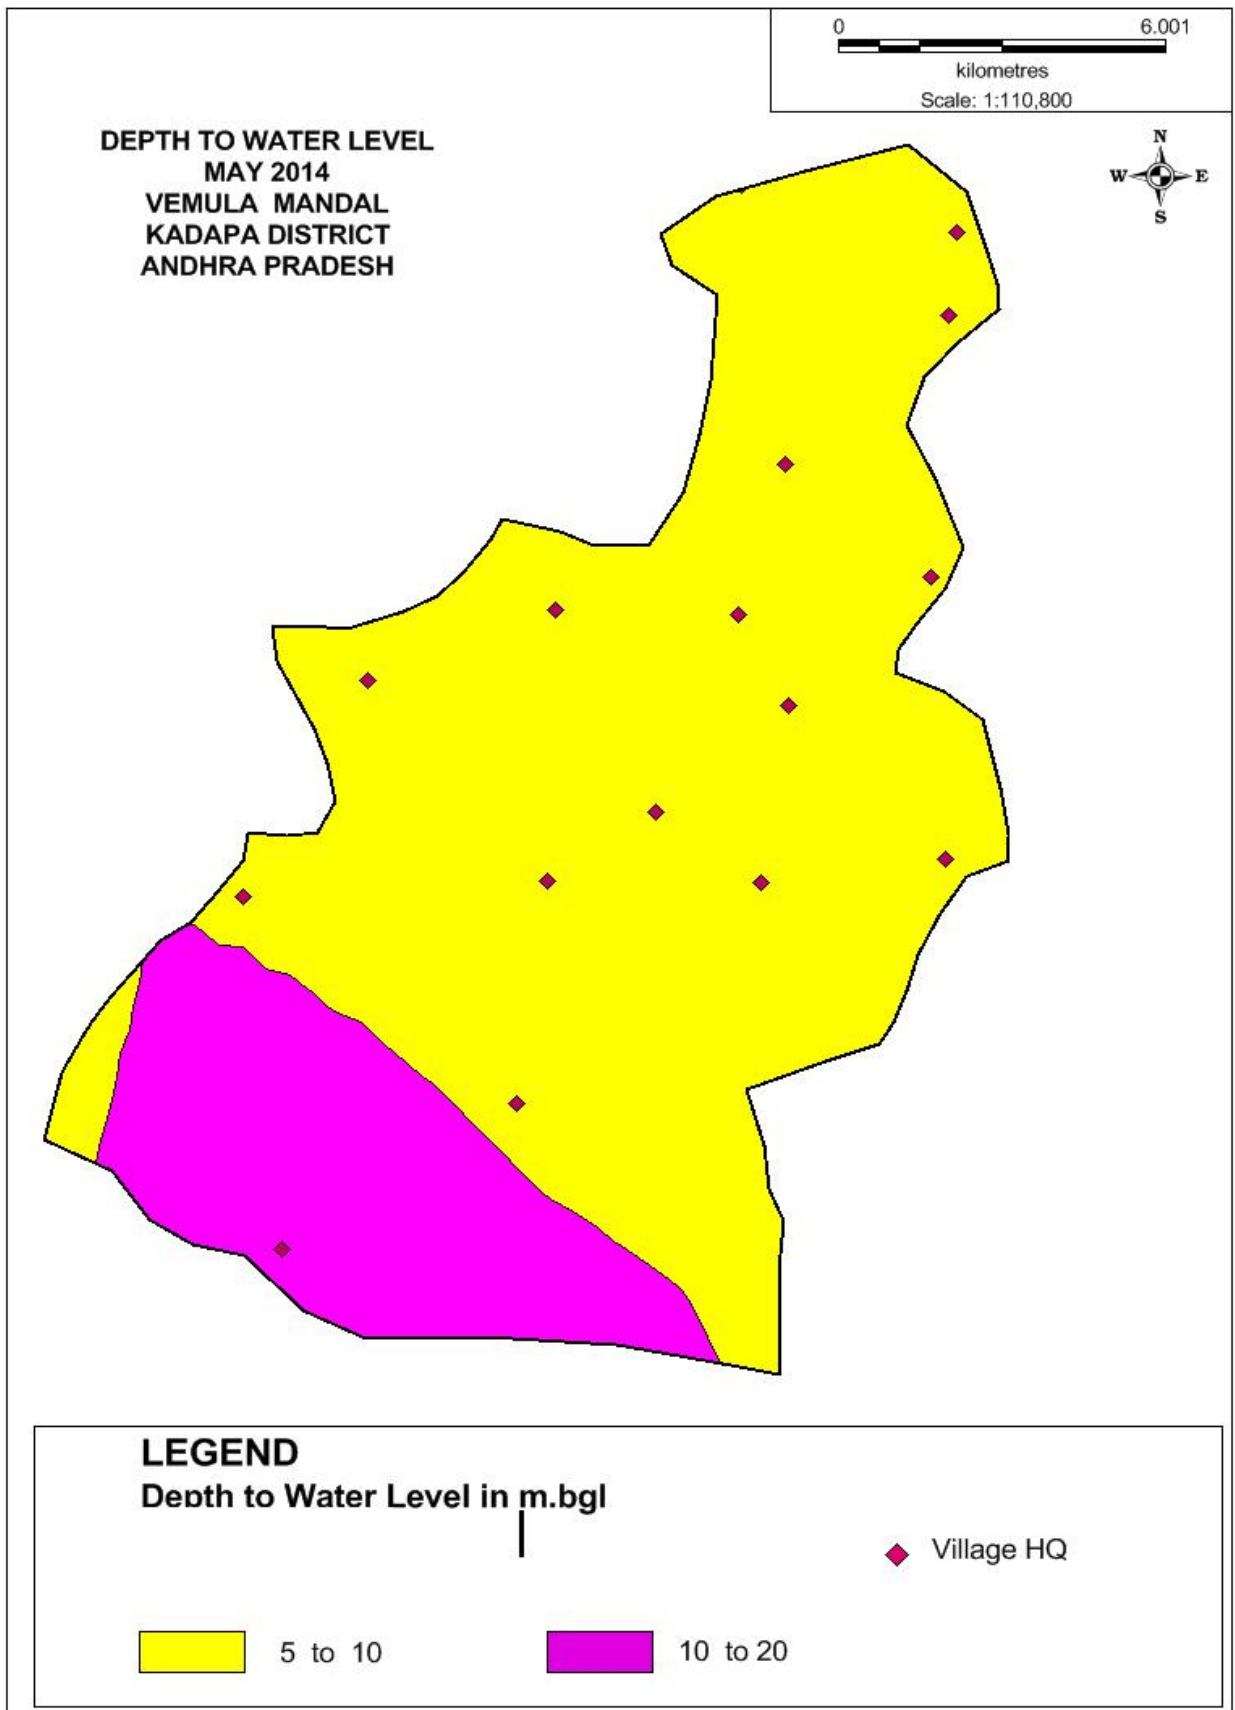 0 6.001
kilometres
Scale: 1:110,800
DEPTH TO WATER LEVEL
MAY 2014
VEMULA MANDAL
KADAPA DISTRICT
ANDHRA PRADESH
N
W E
S
LEGEND
Depth to Water Level in m.bgl
Village HQ
5 to 10
10 to 20